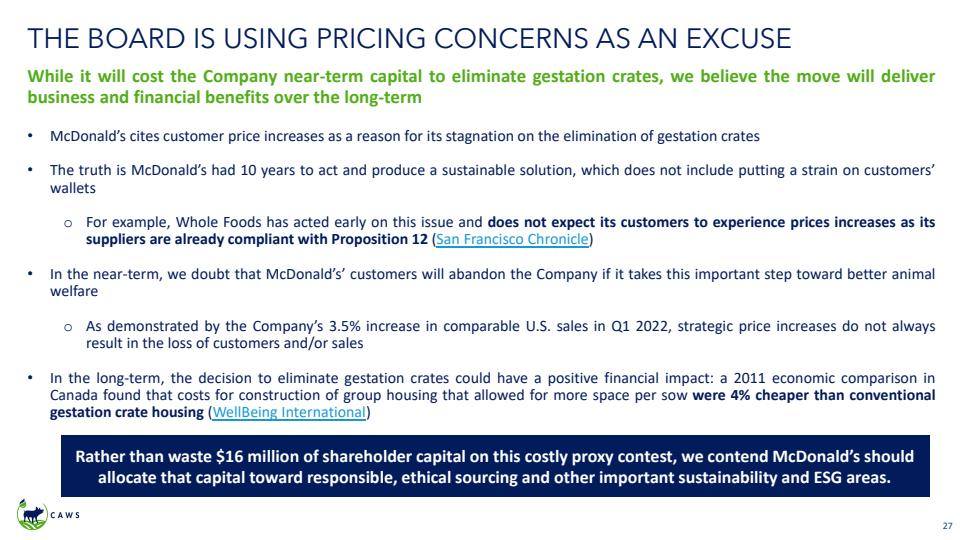 THE BOARD IS USING PRICING CONCERNS AS AN EXCUSE
While it will cost the Company near-term capital to eliminate gestation crates, we believe the move will deliver
business and financial benefits over the long-term
• McDonald’s cites customer price increases as a reason for its stagnation on the elimination of gestation crates
• The truth is McDonald’s had 10 years to act and produce a sustainable solution, which does not include putting a strain on customers’
wallets
o For example, Whole Foods has acted early on this issue and does not expect its customers to experience prices increases as its
suppliers are already compliant with Proposition 12 (San Francisco Chronicle)
• In the near-term, we doubt that McDonald’s’ customers will abandon the Company if it takes this important step toward better animal
welfare
o As demonstrated by the Company’s 3.5% increase in comparable U.S. sales in Q1 2022, strategic price increases do not always
result in the loss of customers and/or sales
• In the long-term, the decision to eliminate gestation crates could have a positive financial impact: a 2011 economic comparison in
Canada found that costs for construction of group housing that allowed for more space per sow were 4% cheaper than conventional
gestation crate housing (WellBeing International)
Rather than waste $16 million of shareholder capital on this costly proxy contest, we contend McDonald’s should
allocate that capital toward responsible, ethical sourcing and other important sustainability and ESG areas.
CAWS
27